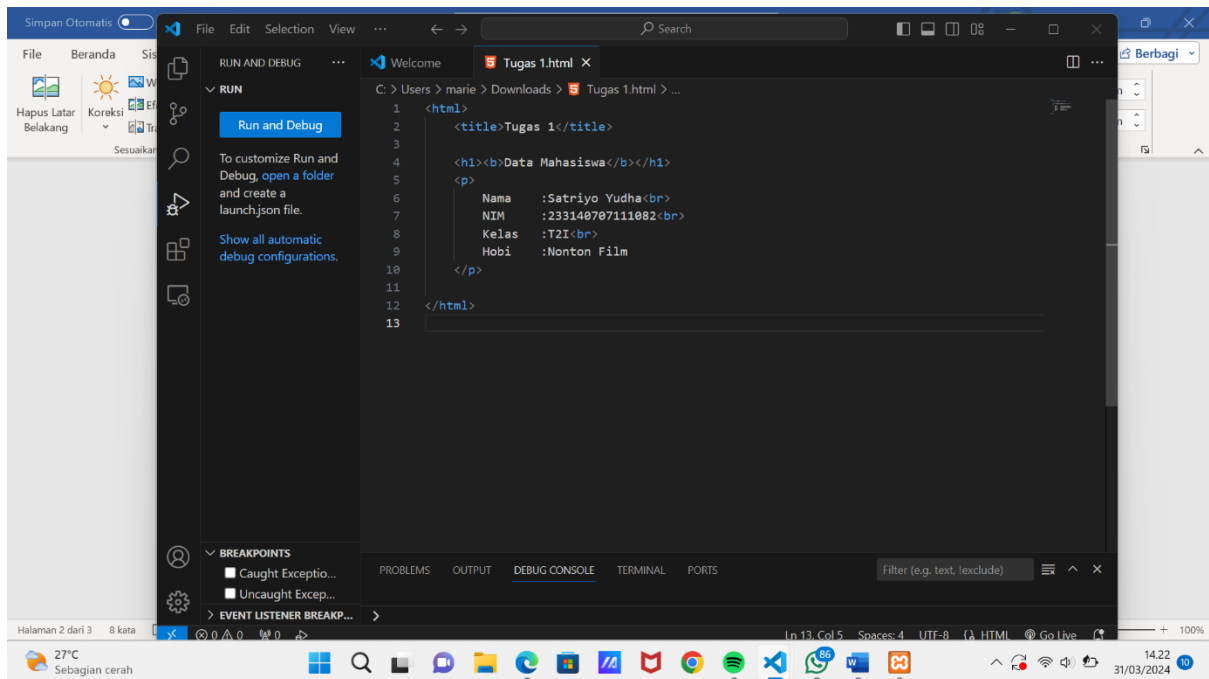 Simpan Otomatis
File Edit Selection View ... Search
File Beranda Sis
Berbagi
Hapus Latar Belakang
Koreksi
Sesuaikan
RUN AND DEBUG ...
RUN
Run and Debug
To customize Run and
Debug, open a folder
and create a
launch.json file.
Show all automatic
debug configurations.
Welcome
Tugas 1.html
C: > Users > marie > Downloads > Tugas 1.html > ...
1 <html>
2 <title>Tugas 1</title>
3
4 <h1><b>Data Mahasiswa</b></h1>
5 <p>
6 Nama :Satriyo Yudha<br>
7 NIM :233140707111082<br>
8 Kelas :T2I<br>
9 Hobi :Nonton Film
10 </p>
11
12 </html>
13
BREAKPOINTS
Caught Exceptio...
Uncaught Excep...
EVENT LISTENER BREAKP...
PROBLEMS OUTPUT DEBUG CONSOLE TERMINAL PORTS
Filter (e.g. text, !exclude)
>
Halaman 2 dari 3 8 kata
0 0 0
Ln 13, Col 5 Spaces: 4 UTF-8 HTML Go Live
100%
27°C
Sebagian cerah
86
14.22
31/03/2024
10